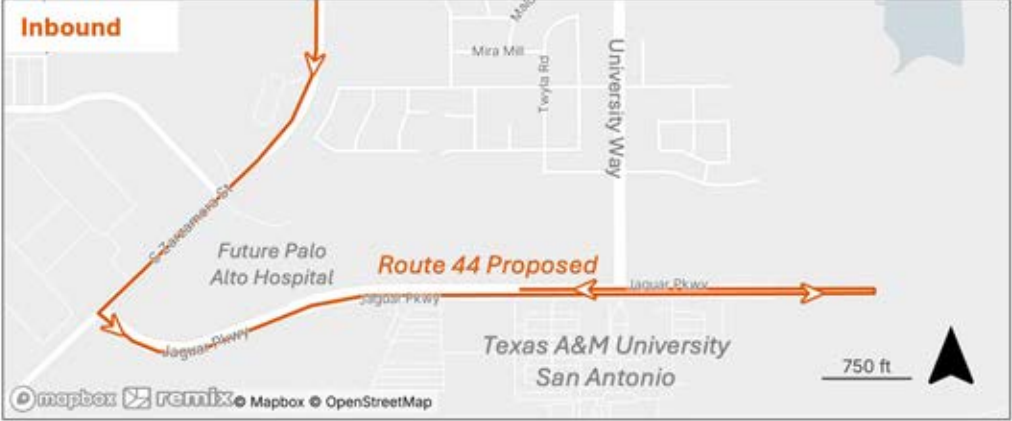 Inbound
Mira Mill
Twyla Rd
University Way
S Zarzamora St
Future Palo
Alto Hospital
Route 44 Proposed
Jaguar Pkwy
Jaguar Pkwy
Jaguar Pkwy
Texas A&M University
San Antonio
750 ft
mapbox remix © Mapbox © OpenStreetMap